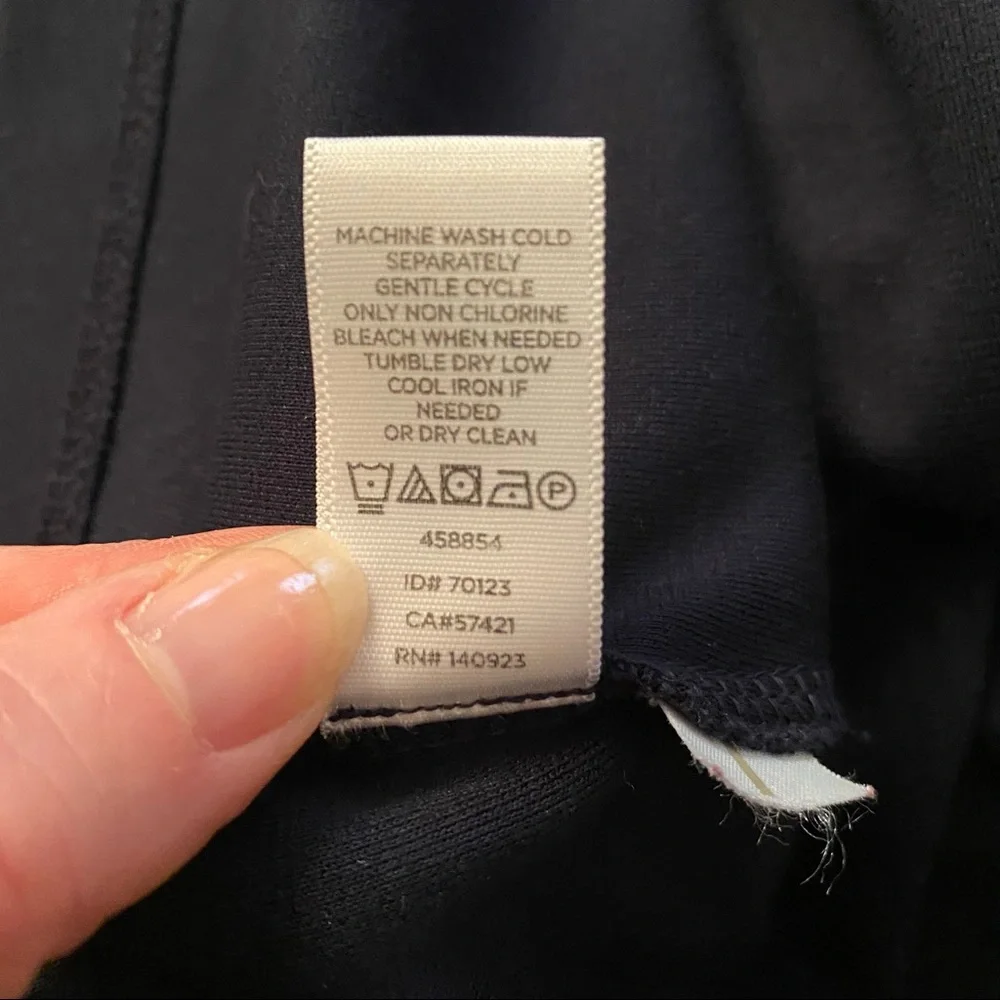 MACHINE WASH COLD
SEPARATELY
GENTLE CYCLE
ONLY NON CHLORINE
BLEACH WHEN NEEDED
TUMBLE DRY LOW
COOL IRON IF
NEEDED
OR DRY CLEAN
P
458854
ID# 70123
CA#57421
RN# 140923